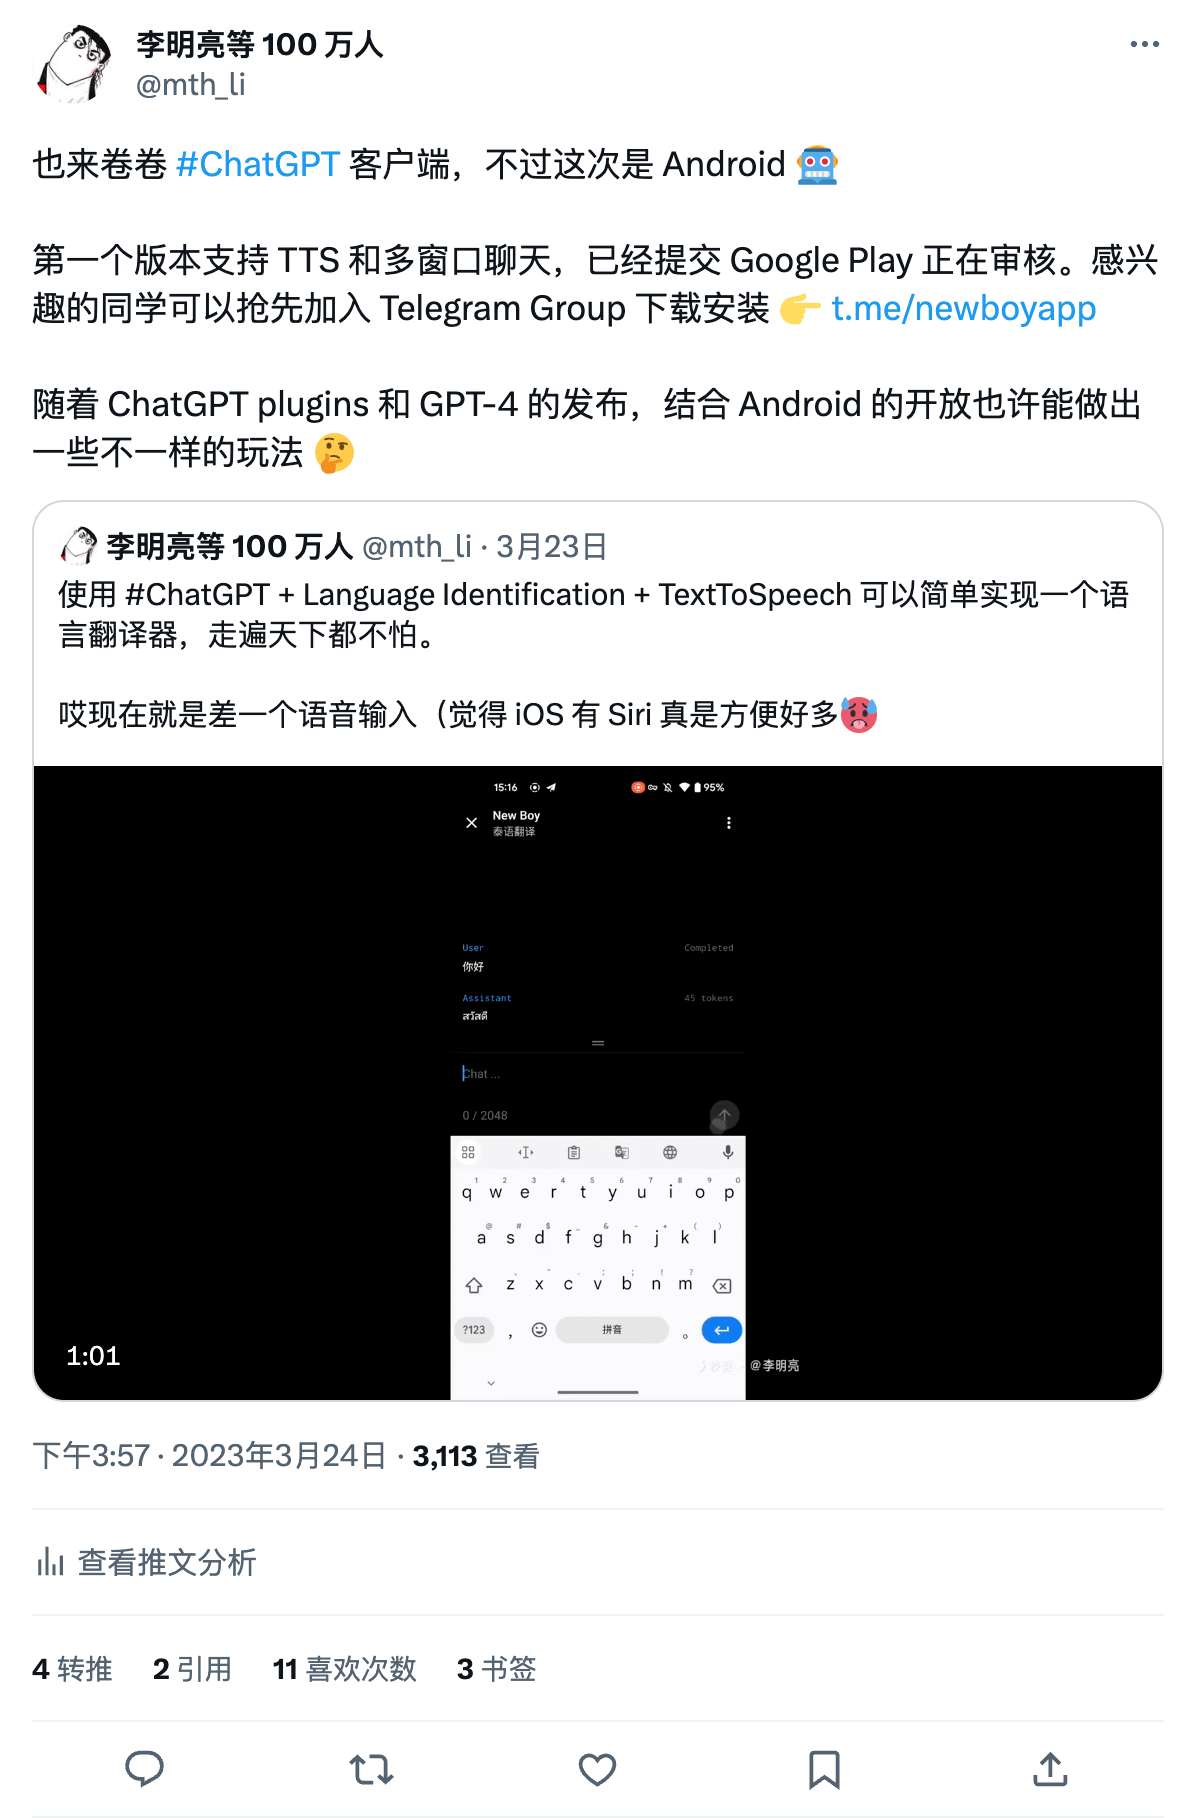 李明亮等 100 万人
@mth_li
也来卷卷 #ChatGPT 客户端，不过这次是 Android 🤖
第一个版本支持 TTS 和多窗口聊天，已经提交 Google Play 正在审核。感兴
趣的同学可以抢先加入 Telegram Group 下载安装 👉 t.me/newboyapp
随着 ChatGPT plugins 和 GPT-4 的发布，结合 Android 的开放也许能做出
一些不一样的玩法 🤔
李明亮等 100 万人 @mth_li · 3月23日
使用 #ChatGPT + Language Identification + TextToSpeech 可以简单实现一个语
言翻译器，走遍天下都不怕。
哎现在就是差一个语音输入（觉得 iOS 有 Siri 真是方便好多🥵
15:16 95%
New Boy
泰语翻译
User Completed
你好
Assistant 45 tokens
สวัสดี
Chat ...
0 / 2048
q w e r t y u i o p
a s d f g h j k l
z x c v b n m
?123 , 拼音 。
1:01
@李明亮
下午3:57 · 2023年3月24日 · 3,113 查看
查看推文分析
4 转推 2 引用 11 喜欢次数 3 书签